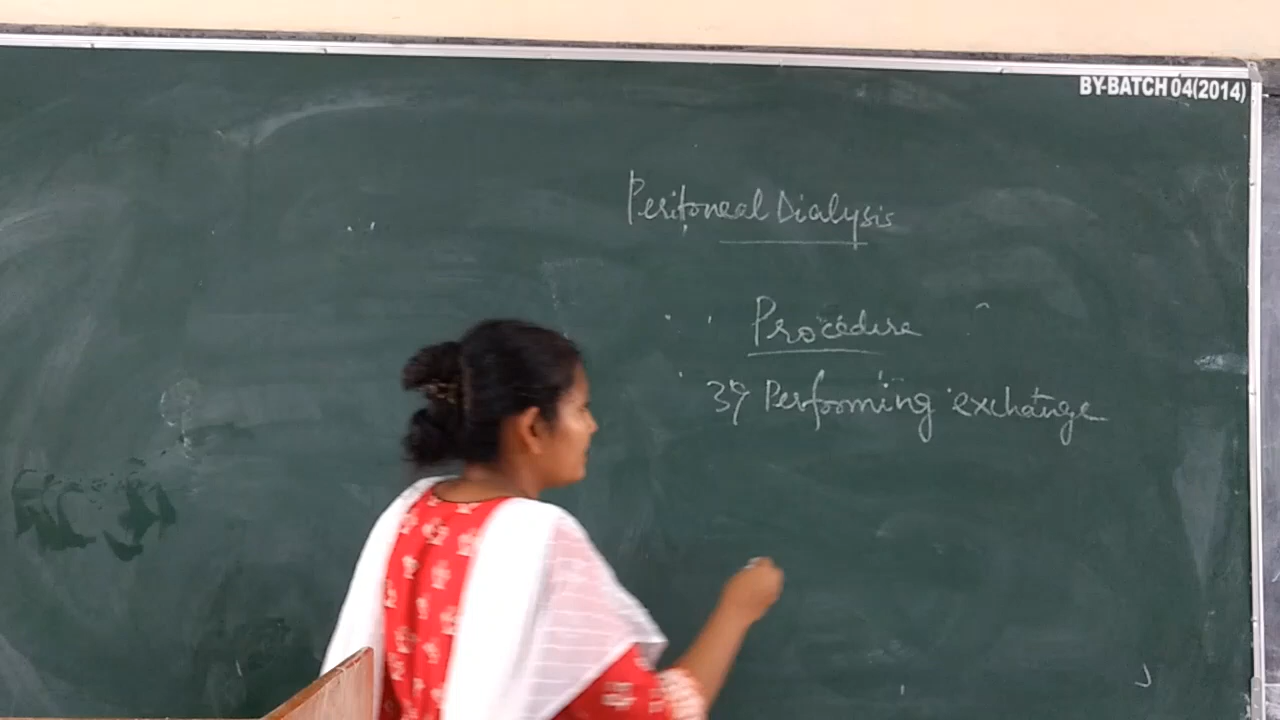 BY-BATCH 04(2014)
Peritoneal Dialysis
Procedure
3) Performing exchange